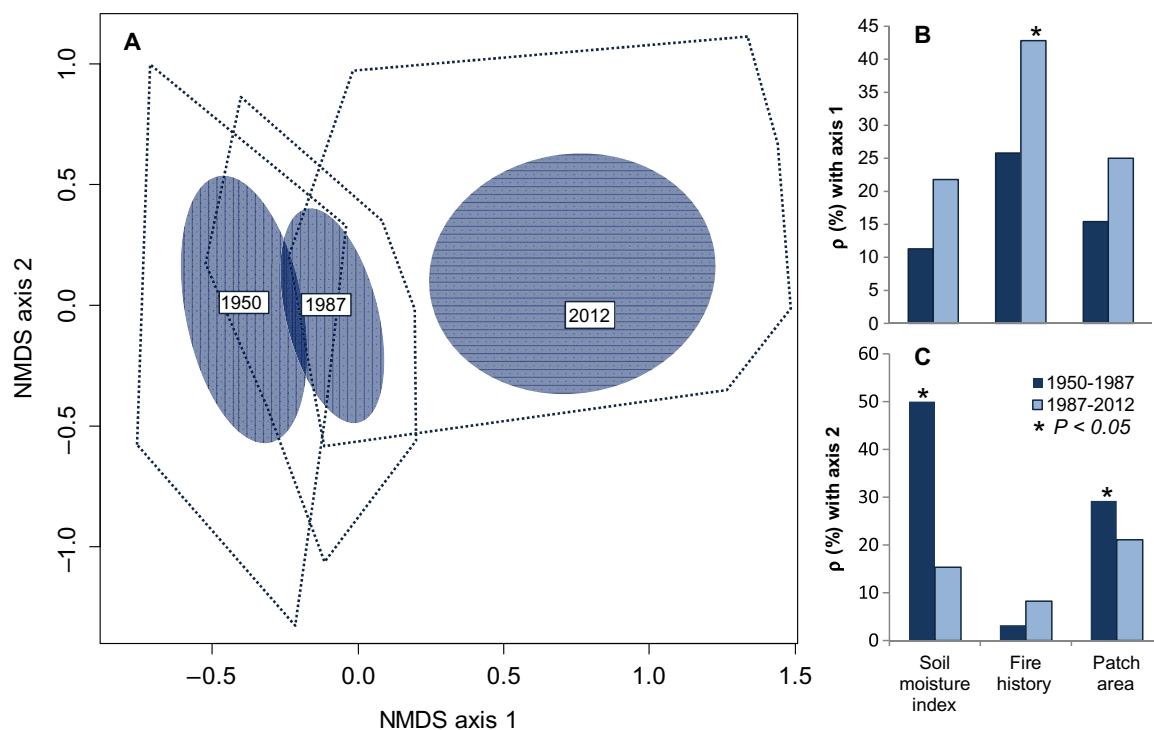 A
1.0
0.5
0.0
−0.5
−1.0
NMDS axis 2
1950
1987
2012
−0.5
0.0
0.5
1.0
1.5
NMDS axis 1
B
*
45
40
35
30
25
20
15
10
5
0
ρ (%) with axis 1
C
60
50
40
30
20
10
0
ρ (%) with axis 2
1950-1987
1987-2012
* P < 0.05
*
*
Soil
moisture
index
Fire
history
Patch
area